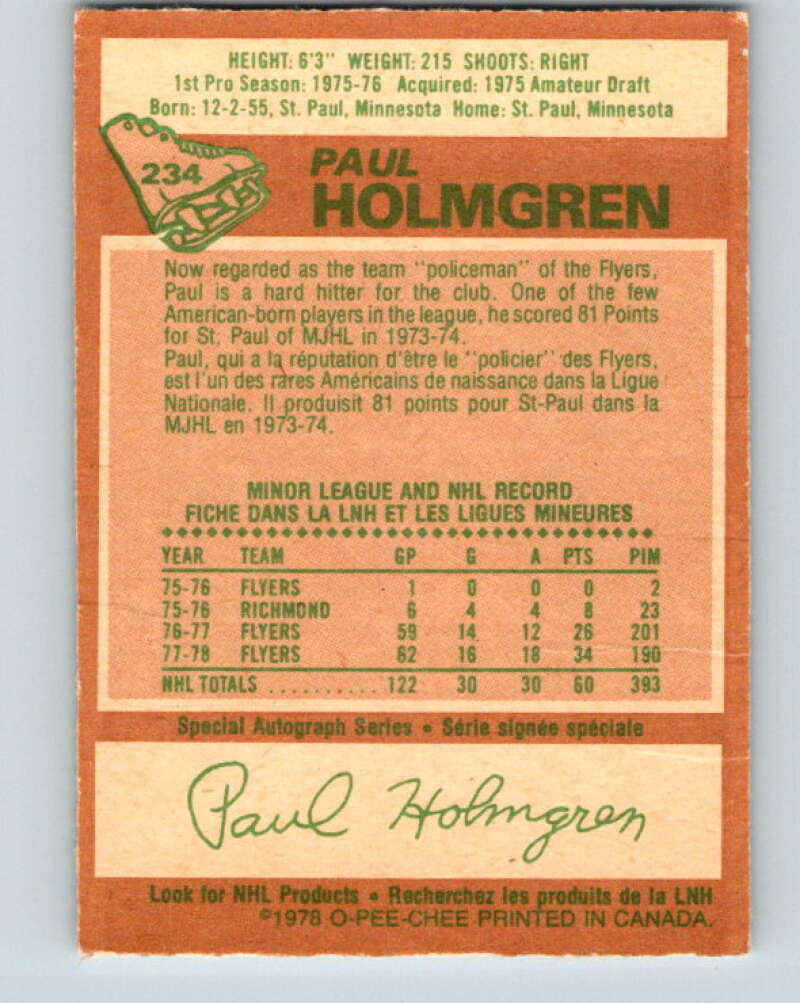 HEIGHT: 6'3" WEIGHT: 215 SHOOTS: RIGHT
1st Pro Season: 1975-76 Acquired: 1975 Amateur Draft
Born: 12-2-55, St. Paul, Minnesota Home: St. Paul, Minnesota
234
PAUL
HOLMGREN
Now regarded as the team "policeman" of the Flyers,
Paul is a hard hitter for the club. One of the few
American-born players in the league, he scored 81 Points
for St. Paul of MJHL in 1973-74.
Paul, qui a la réputation d'être le "policier" des Flyers,
est l'un des rares Américains de naissance dans la Ligue
Nationale. Il produisit 81 points pour St-Paul dans la
MJHL en 1973-74.
MINOR LEAGUE AND NHL RECORD
FICHE DANS LA LNH ET LES LIGUES MINEURES
YEAR TEAM GP G A PTS PIM
75-76 FLYERS 1 0 0 0 2
75-76 RICHMOND 6 4 4 8 23
76-77 FLYERS 59 14 12 26 201
77-78 FLYERS 62 16 18 34 190
NHL TOTALS .......... 122 30 30 60 393
Special Autograph Series • Série signée spéciale
Paul Holmgren
Look for NHL Products • Recherchez les produits de la LNH
©1978 O-PEE-CHEE PRINTED IN CANADA.